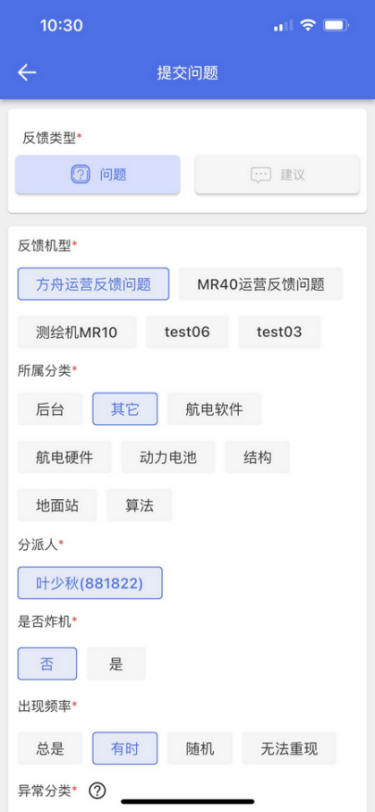 10:30
提交问题
反馈类型*
问题 建议
反馈机型*
方舟运营反馈问题 MR40运营反馈问题
测绘机MR10 test06 test03
所属分类*
后台 其它 航电软件
航电硬件 动力电池 结构
地面站 算法
分派人*
叶少秋(881822)
是否炸机*
否 是
出现频率*
总是 有时 随机 无法重现
异常分类*